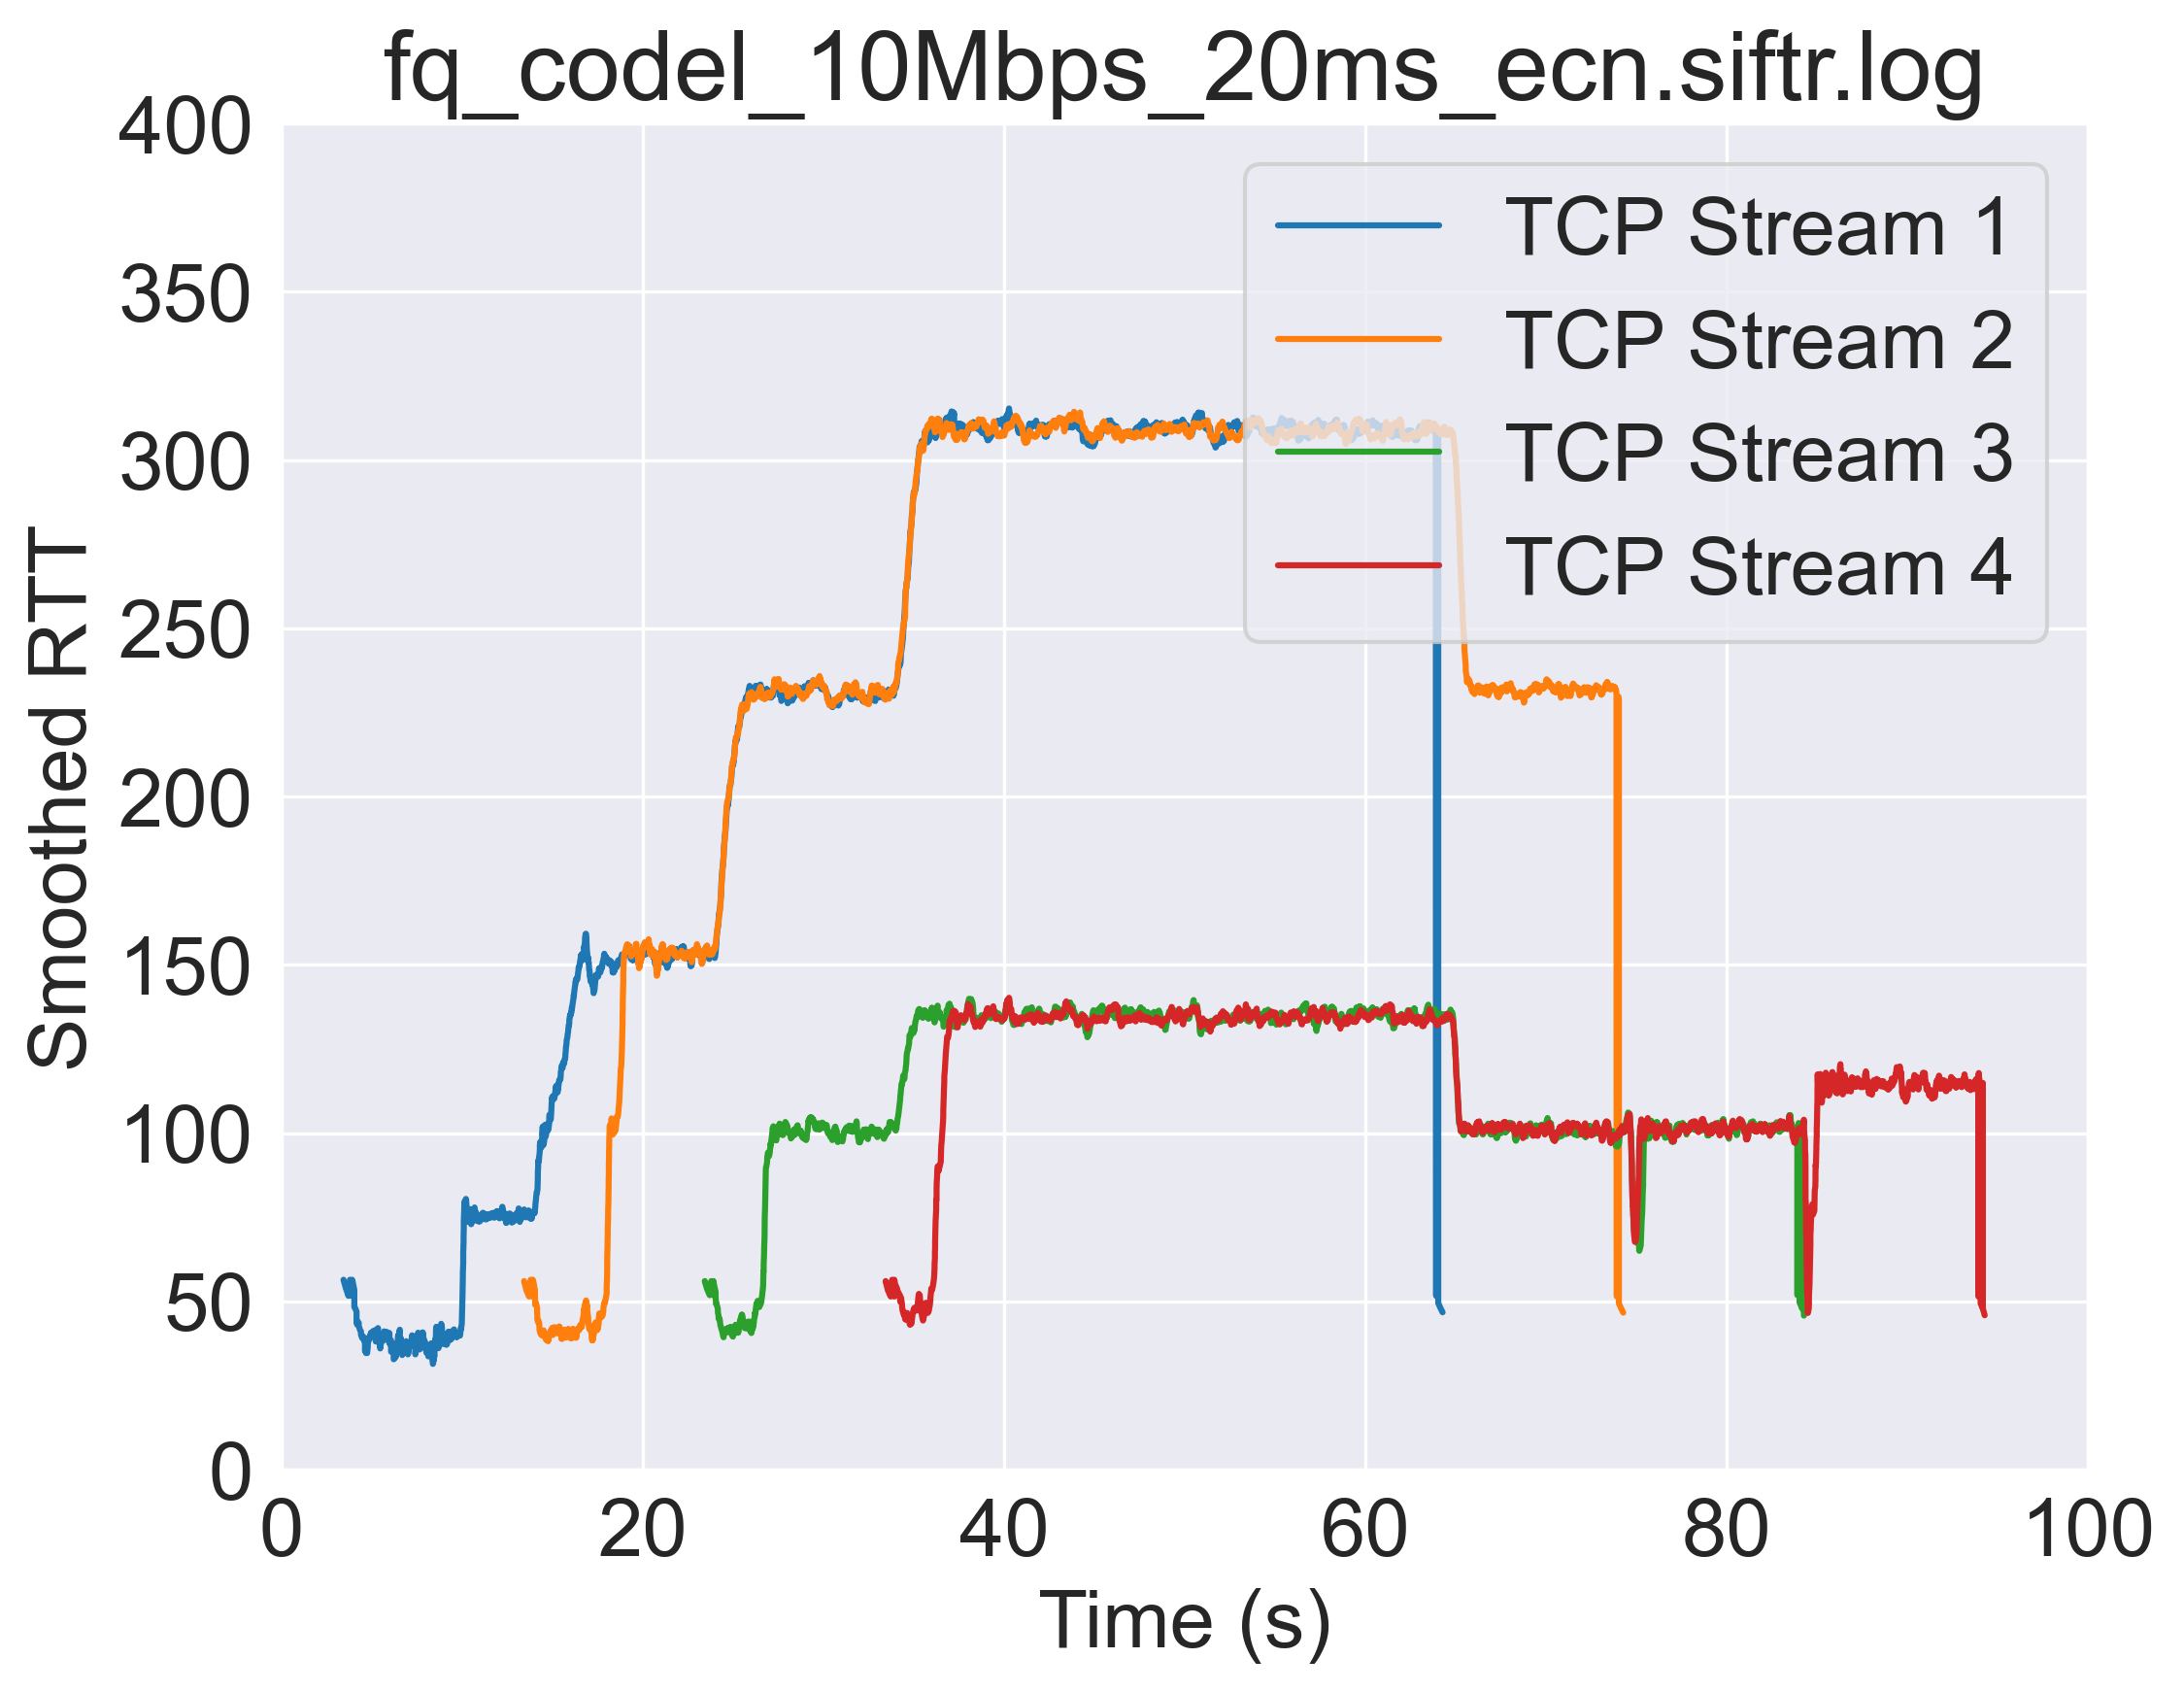 fq_codel_10Mbps_20ms_ecn.siftr.log
400
350
300
250
200
150
100
50
0
Smoothed RTT
TCP Stream 1
TCP Stream 2
TCP Stream 3
TCP Stream 4
0 20 40 60 80 100
Time (s)